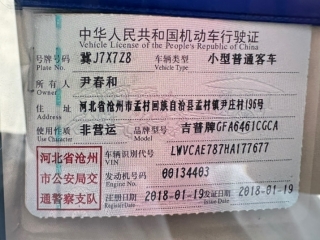 中华人民共和国机动车行驶证
Vehicle License of the People's Republic of China
号牌号码 冀J7X7Z8 车辆类型 小型普通客车
Plate No. Vehicle Type
所有人 尹春和
Owner
住址 河北省沧州市孟村回族自治县孟村镇尹庄村196号
Address
使用性质 非营运 品牌型号 吉普牌GFA6461CGCA
Use Character Model
河北省沧州
市公安局交
通警察支队
车辆识别代号 LWVCAE787HA177677
VIN
发动机号码 00134403
Engine No.
注册日期 2018-01-19 发证日期 2018-01-19
Register Date Issue Date